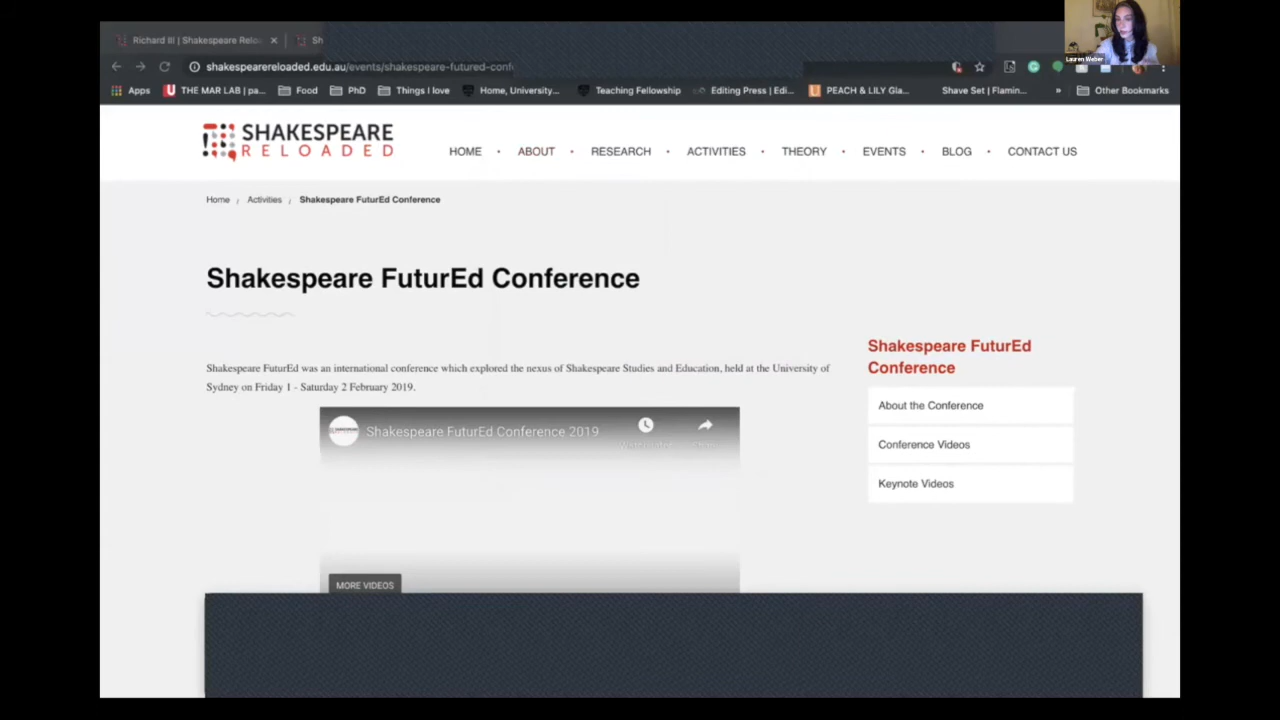 Richard III | Shakespeare Relo
Sh
Lauren Weber
shakespearereloaded.edu.au/events/shakespeare-futured-conf
Apps THE MAR LAB | pa... Food PhD Things I love Home, University... Teaching Fellowship Editing Press | Edi... PEACH & LILY Gla... Shave Set | Flamin... » Other Bookmarks
SHAKESPEARE
RELOADED
HOME • ABOUT • RESEARCH • ACTIVITIES • THEORY • EVENTS • BLOG • CONTACT US
Home / Activities / Shakespeare FuturEd Conference
Shakespeare FuturEd Conference
Shakespeare FuturEd was an international conference which explored the nexus of Shakespeare Studies and Education, held at the University of
Sydney on Friday 1 - Saturday 2 February 2019.
Shakespeare FuturEd Conference 2019
MORE VIDEOS
Shakespeare FuturEd
Conference
About the Conference
Conference Videos
Keynote Videos